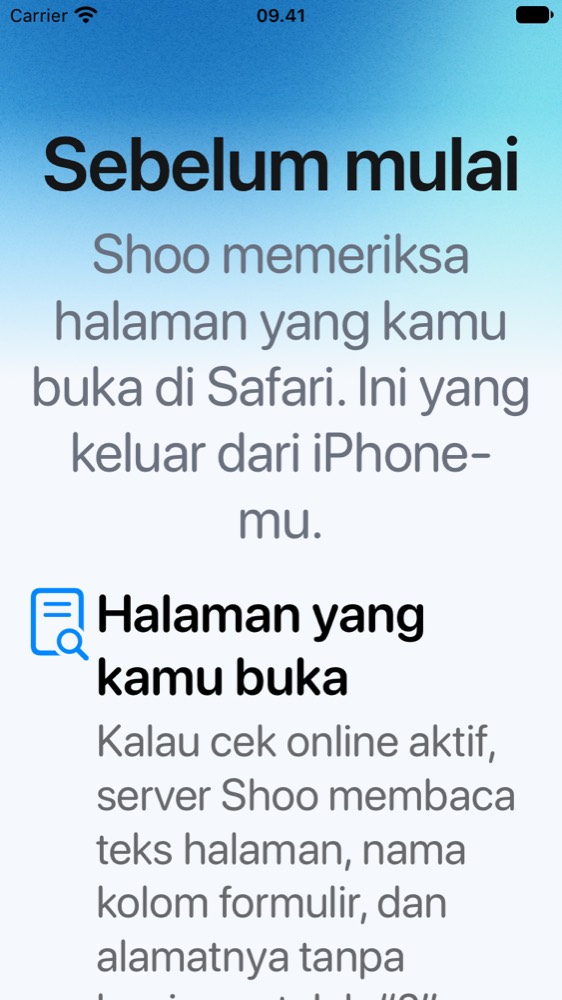 Carrier
09.41
Sebelum mulai
Shoo memeriksa
halaman yang kamu
buka di Safari. Ini yang
keluar dari iPhone-
mu.
Halaman yang
kamu buka
Kalau cek online aktif,
server Shoo membaca
teks halaman, nama
kolom formulir, dan
alamatnya tanpa